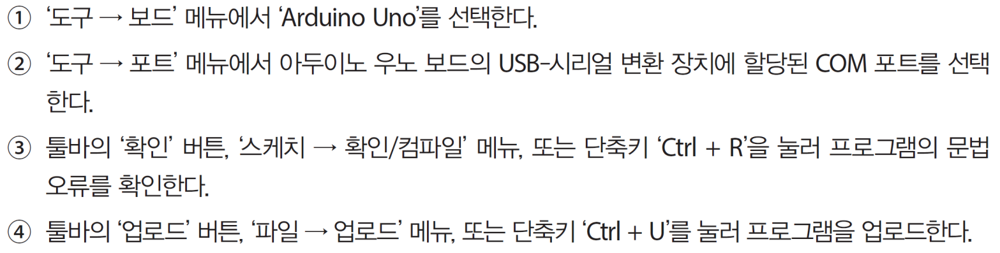 ① ‘도구 → 보드’ 메뉴에서 ‘Arduino Uno’를 선택한다.
② ‘도구 → 포트’ 메뉴에서 아두이노 우노 보드의 USB-시리얼 변환 장치에 할당된 COM 포트를 선택
한다.
③ 툴바의 ‘확인’ 버튼, ‘스케치 → 확인/컴파일’ 메뉴, 또는 단축키 ‘Ctrl + R’을 눌러 프로그램의 문법
오류를 확인한다.
④ 툴바의 ‘업로드’ 버튼, ‘파일 → 업로드’ 메뉴, 또는 단축키 ‘Ctrl + U’를 눌러 프로그램을 업로드한다.